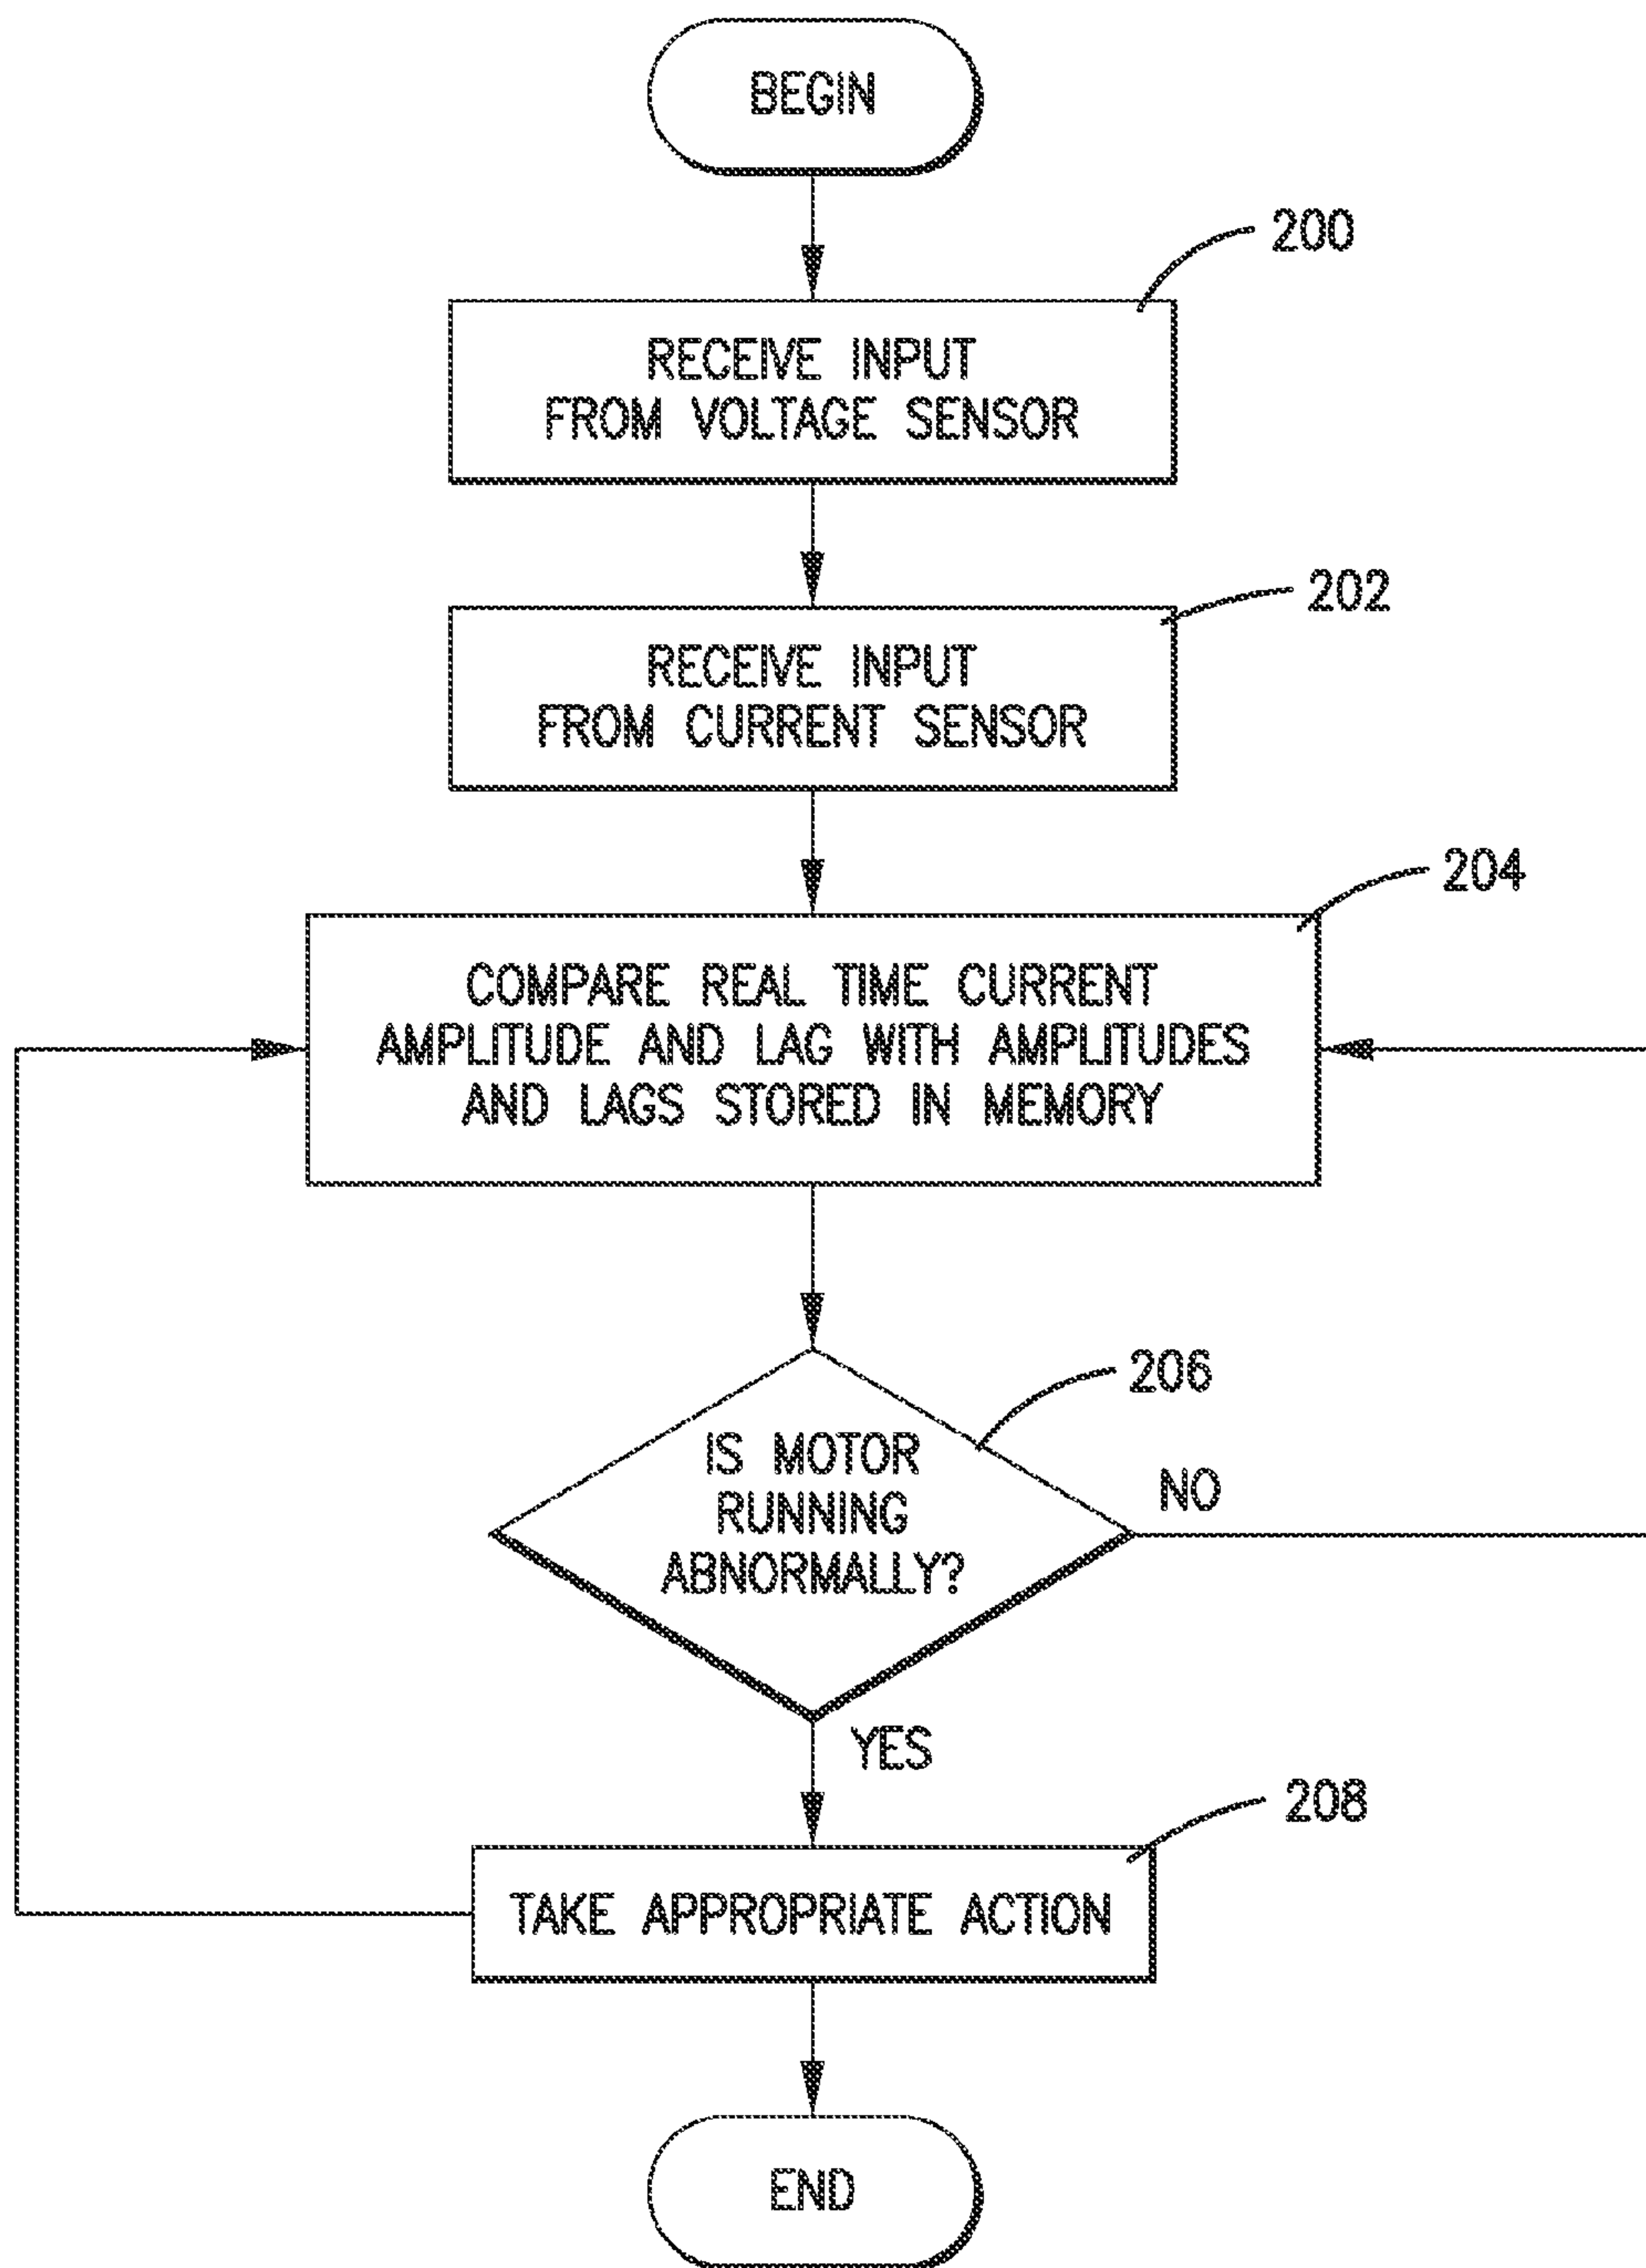 BEGIN
200
RECEIVE INPUT
FROM VOLTAGE SENSOR
202
RECEIVE INPUT
FROM CURRENT SENSOR
204
COMPARE REAL TIME CURRENT
AMPLITUDE AND LAG WITH AMPLITUDES
AND LAGS STORED IN MEMORY
206
IS MOTOR
RUNNING
ABNORMALLY?
NO
YES
208
TAKE APPROPRIATE ACTION
END